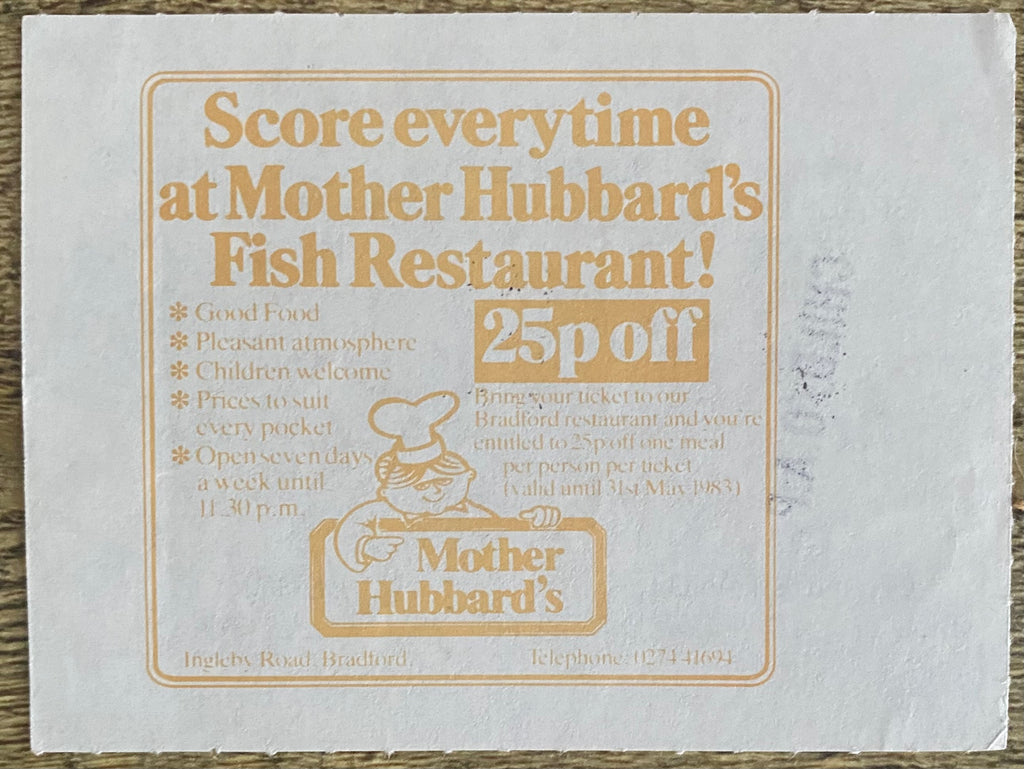 Score everytime
at Mother Hubbard's
Fish Restaurant!
* Good Food
* Pleasant atmosphere
* Children welcome
* Prices to suit
every pocket
* Open seven days
a week until
11.30 p.m.
25p off
Bring your ticket to our
Bradford restaurant and you're
entitled to 25p off one meal
per person per ticket
(valid until 31st May 1983)
Mother
Hubbard's
Ingleby Road, Bradford.
Telephone: 0274 41694